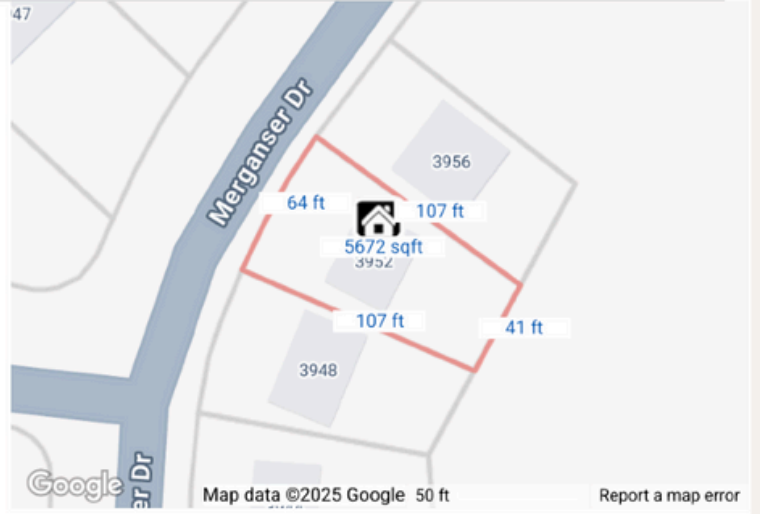 47
Merganser Dr
3956
64 ft
107 ft
5672 sqft
3952
107 ft
41 ft
3948
er Dr
Google
Map data ©2025 Google 50 ft
Report a map error